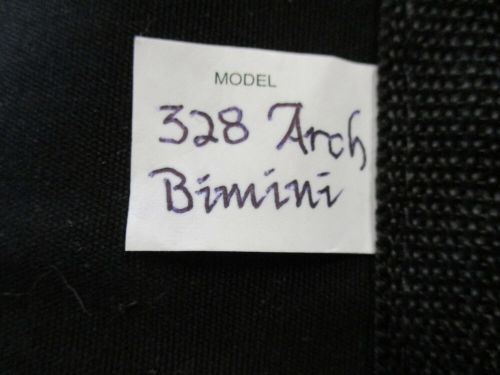 MODEL
328 Arch
Bimini